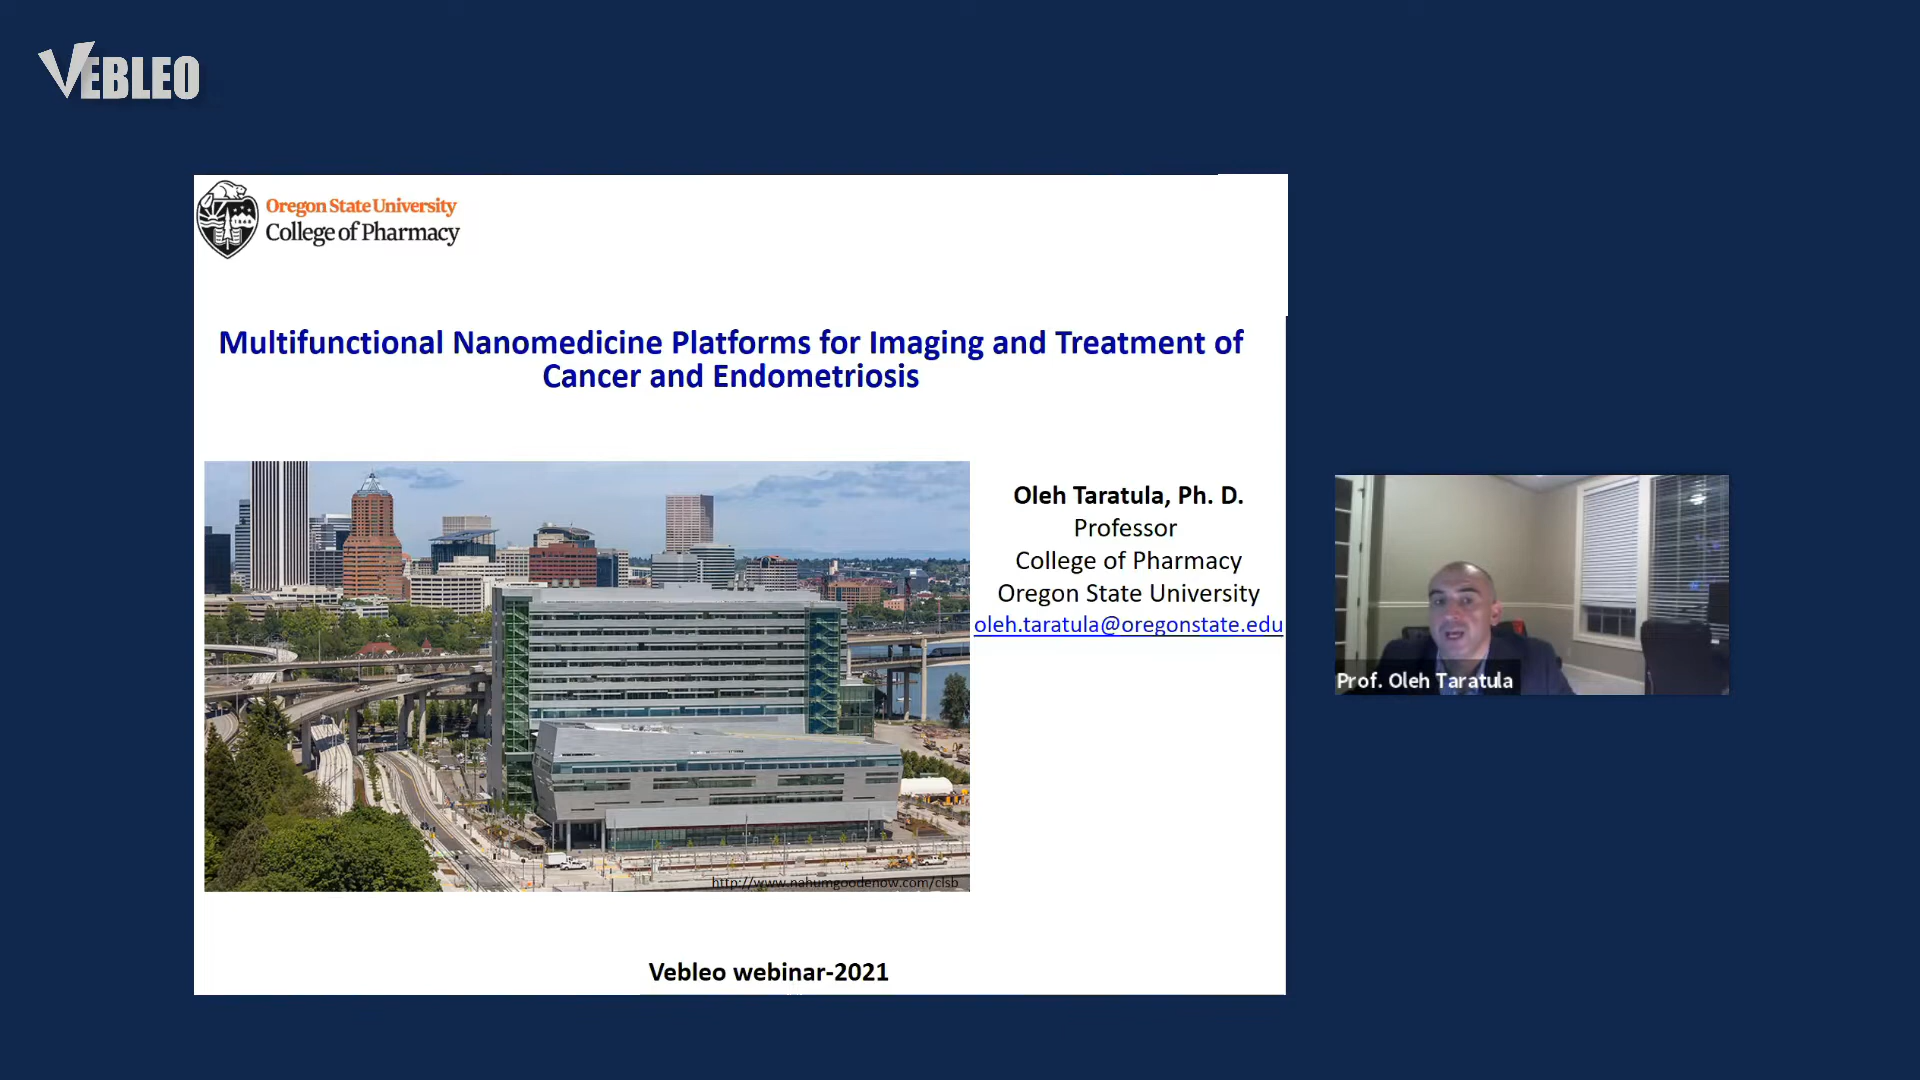 VEBLEO
Oregon State University
College of Pharmacy
Multifunctional Nanomedicine Platforms for Imaging and Treatment of
Cancer and Endometriosis
Oleh Taratula, Ph. D.
Professor
College of Pharmacy
Oregon State University
oleh.taratula@oregonstate.edu
http://www.nahumgoodenow.com/clsb
Vebleo webinar-2021
Prof. Oleh Taratula